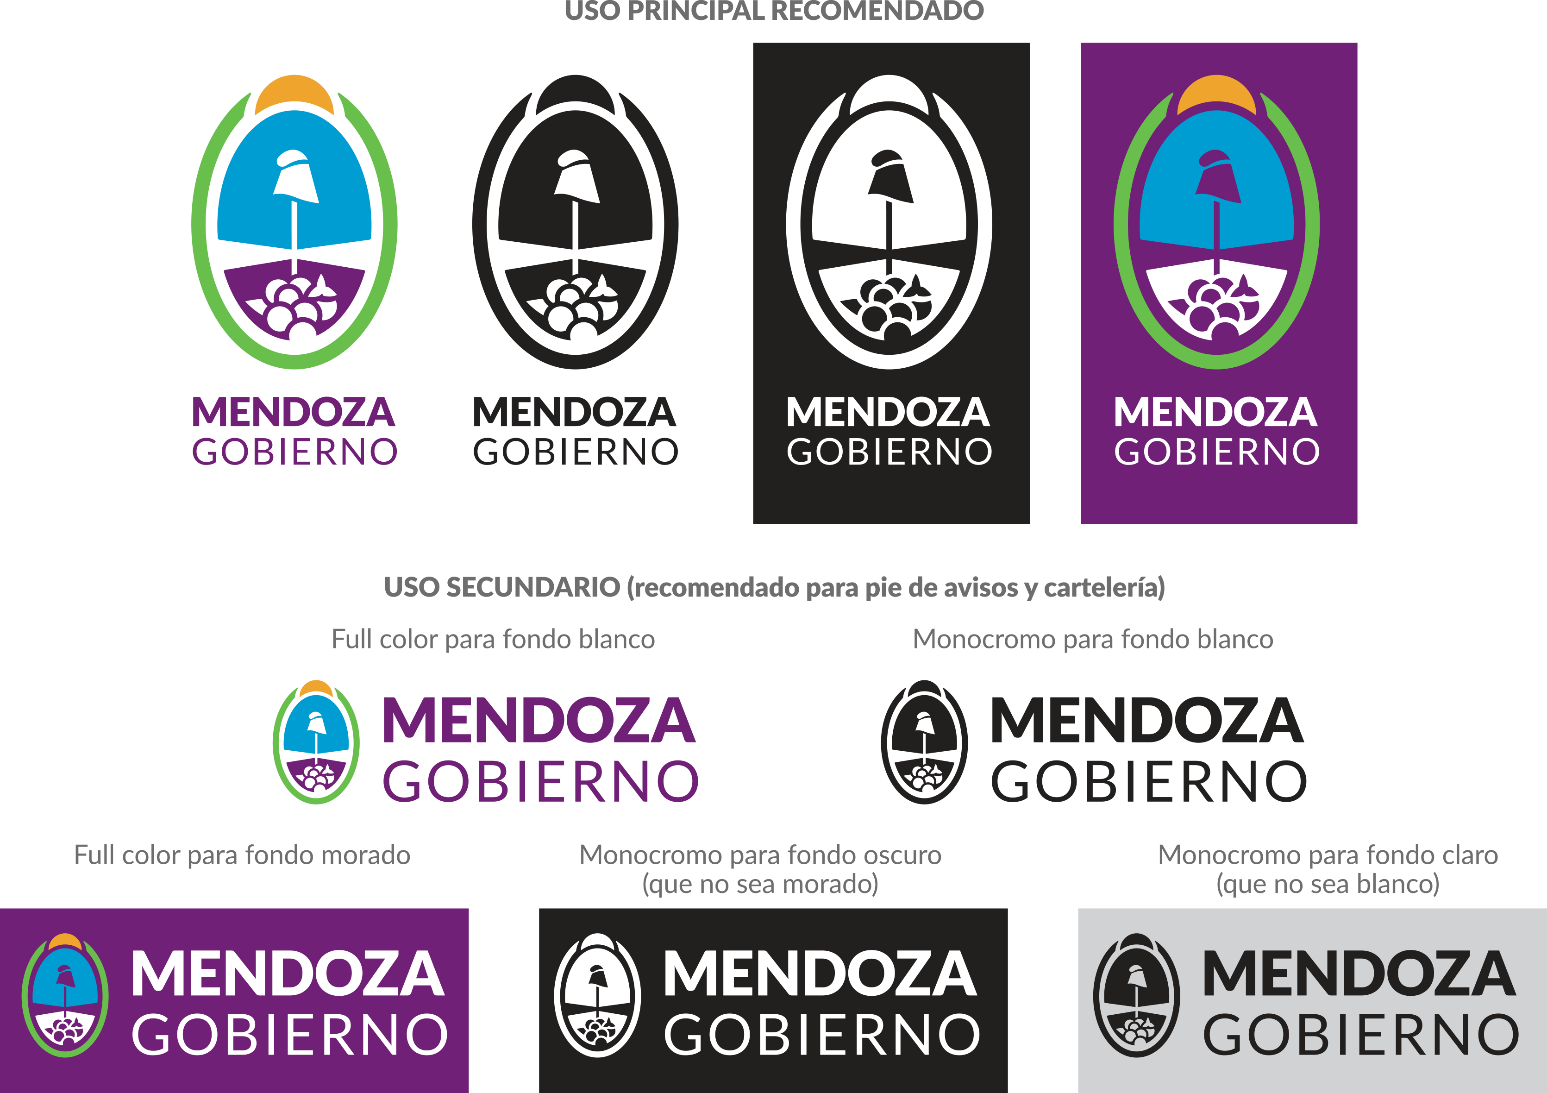 USO PRINCIPAL RECOMENDADO
MENDOZA
GOBIERNO
MENDOZA
GOBIERNO
MENDOZA
GOBIERNO
MENDOZA
GOBIERNO
USO SECUNDARIO (recomendado para pie de avisos y cartelería)
Full color para fondo blanco
MENDOZA
GOBIERNO
Monocromo para fondo blanco
MENDOZA
GOBIERNO
Full color para fondo morado
MENDOZA
GOBIERNO
Monocromo para fondo oscuro
(que no sea morado)
MENDOZA
GOBIERNO
Monocromo para fondo claro
(que no sea blanco)
MENDOZA
GOBIERNO